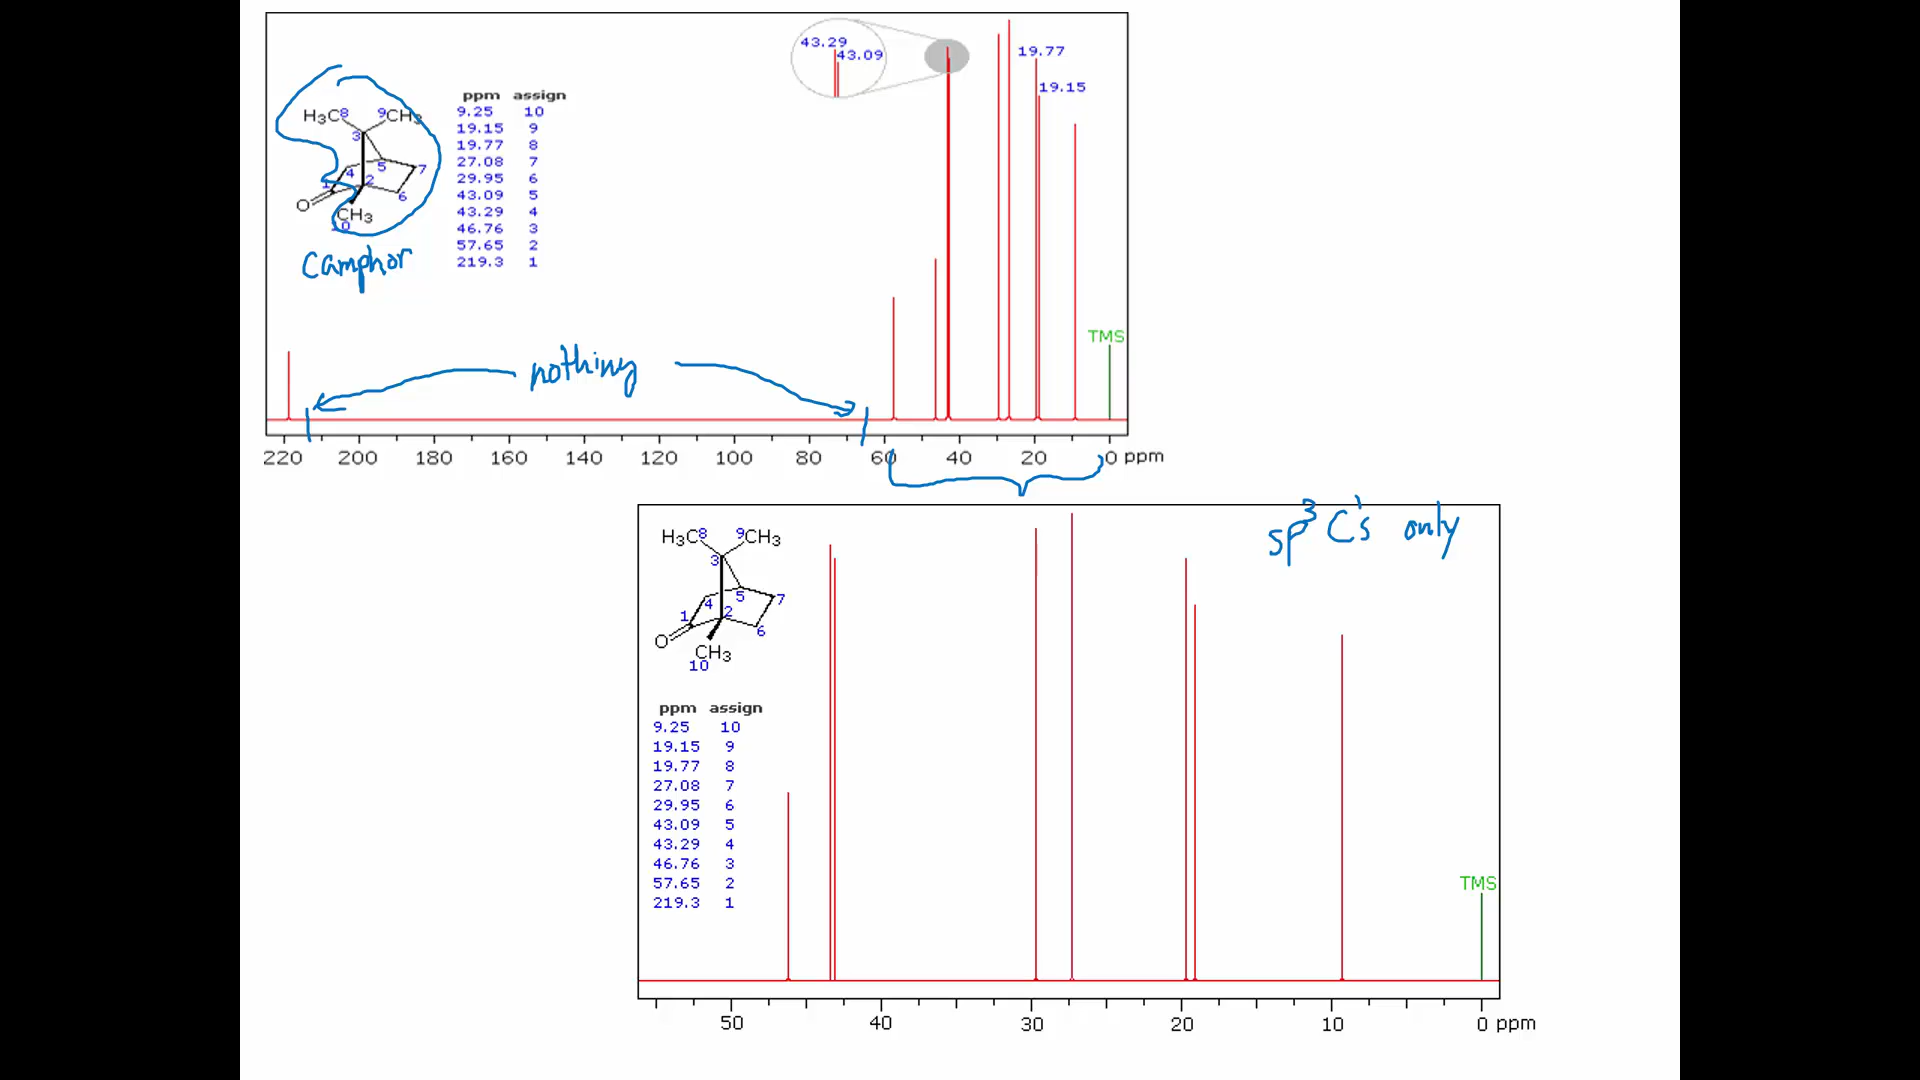 43.29
43.09
19.77
19.15
H₃C8
9CH₃
3
5
4
7
1
2
6
O
CH₃
10
camphor
ppm assign
9.25 10
19.15 9
19.77 8
27.08 7
29.95 6
43.09 5
43.29 4
46.76 3
57.65 2
219.3 1
TMS
nothing
220 200 180 160 140 120 100 80 60 40 20 0 ppm
sp³ C's only
H₃C8
9CH₃
3
5
4
7
1
2
6
O
CH₃
10
ppm assign
9.25 10
19.15 9
19.77 8
27.08 7
29.95 6
43.09 5
43.29 4
46.76 3
57.65 2
219.3 1
TMS
50 40 30 20 10 0 ppm